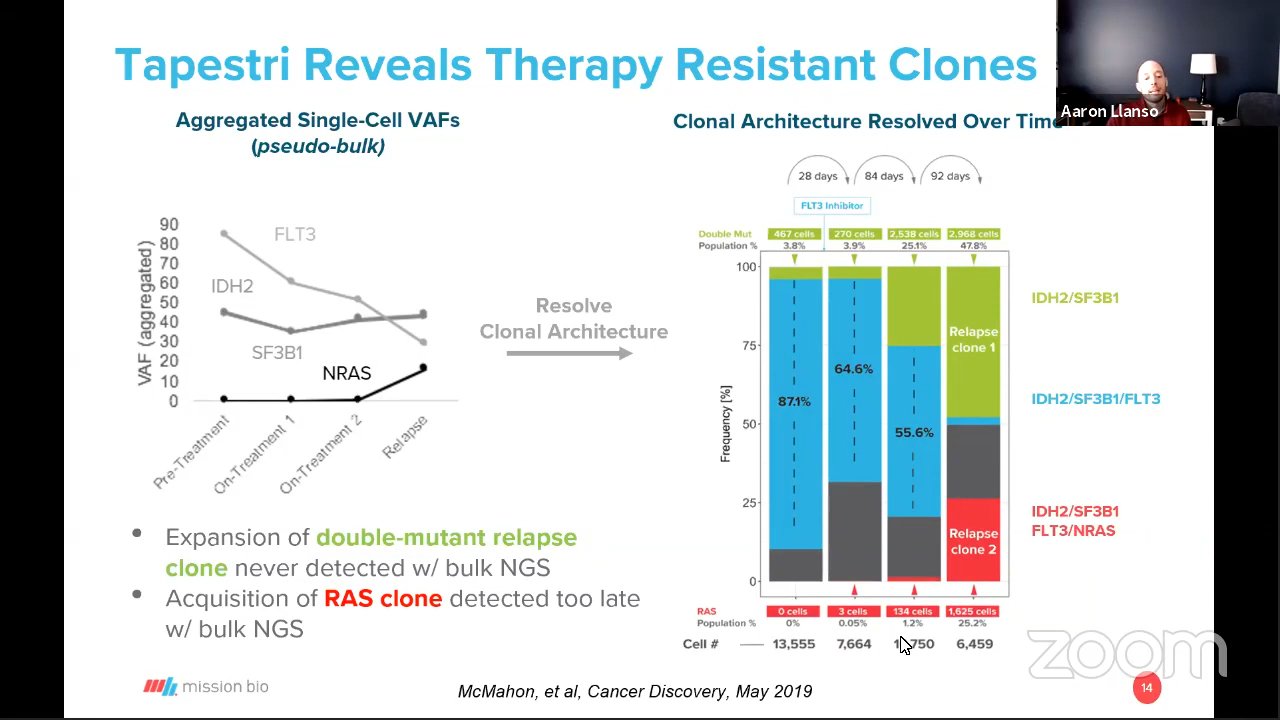 Tapestri Reveals Therapy Resistant Clones
Aaron Llanso
Aggregated Single-Cell VAFs
(pseudo-bulk)
Clonal Architecture Resolved Over Time
28 days
84 days
92 days
FLT3 Inhibitor
Double Mut
467 cells
270 cells
2,538 cells
2,968 cells
Population %
3.8%
3.9%
25.1%
47.8%
VAF (aggregated)
90
80
70
60
50
40
30
20
10
0
FLT3
IDH2
SF3B1
NRAS
Pre-Treatment
On-Treatment 1
On-Treatment 2
Relapse
Resolve
Clonal Architecture
Frequency [%]
100
75
50
25
0
87.1%
64.6%
55.6%
Relapse
clone 1
Relapse
clone 2
IDH2/SF3B1
IDH2/SF3B1/FLT3
IDH2/SF3B1
FLT3/NRAS
RAS
0 cells
3 cells
134 cells
1,625 cells
Population %
0%
0.05%
1.2%
25.2%
Cell #
13,555
7,664
750
6,459
• Expansion of double-mutant relapse
clone never detected w/ bulk NGS
• Acquisition of RAS clone detected too late
w/ bulk NGS
mission bio
McMahon, et al, Cancer Discovery, May 2019
zoom
14